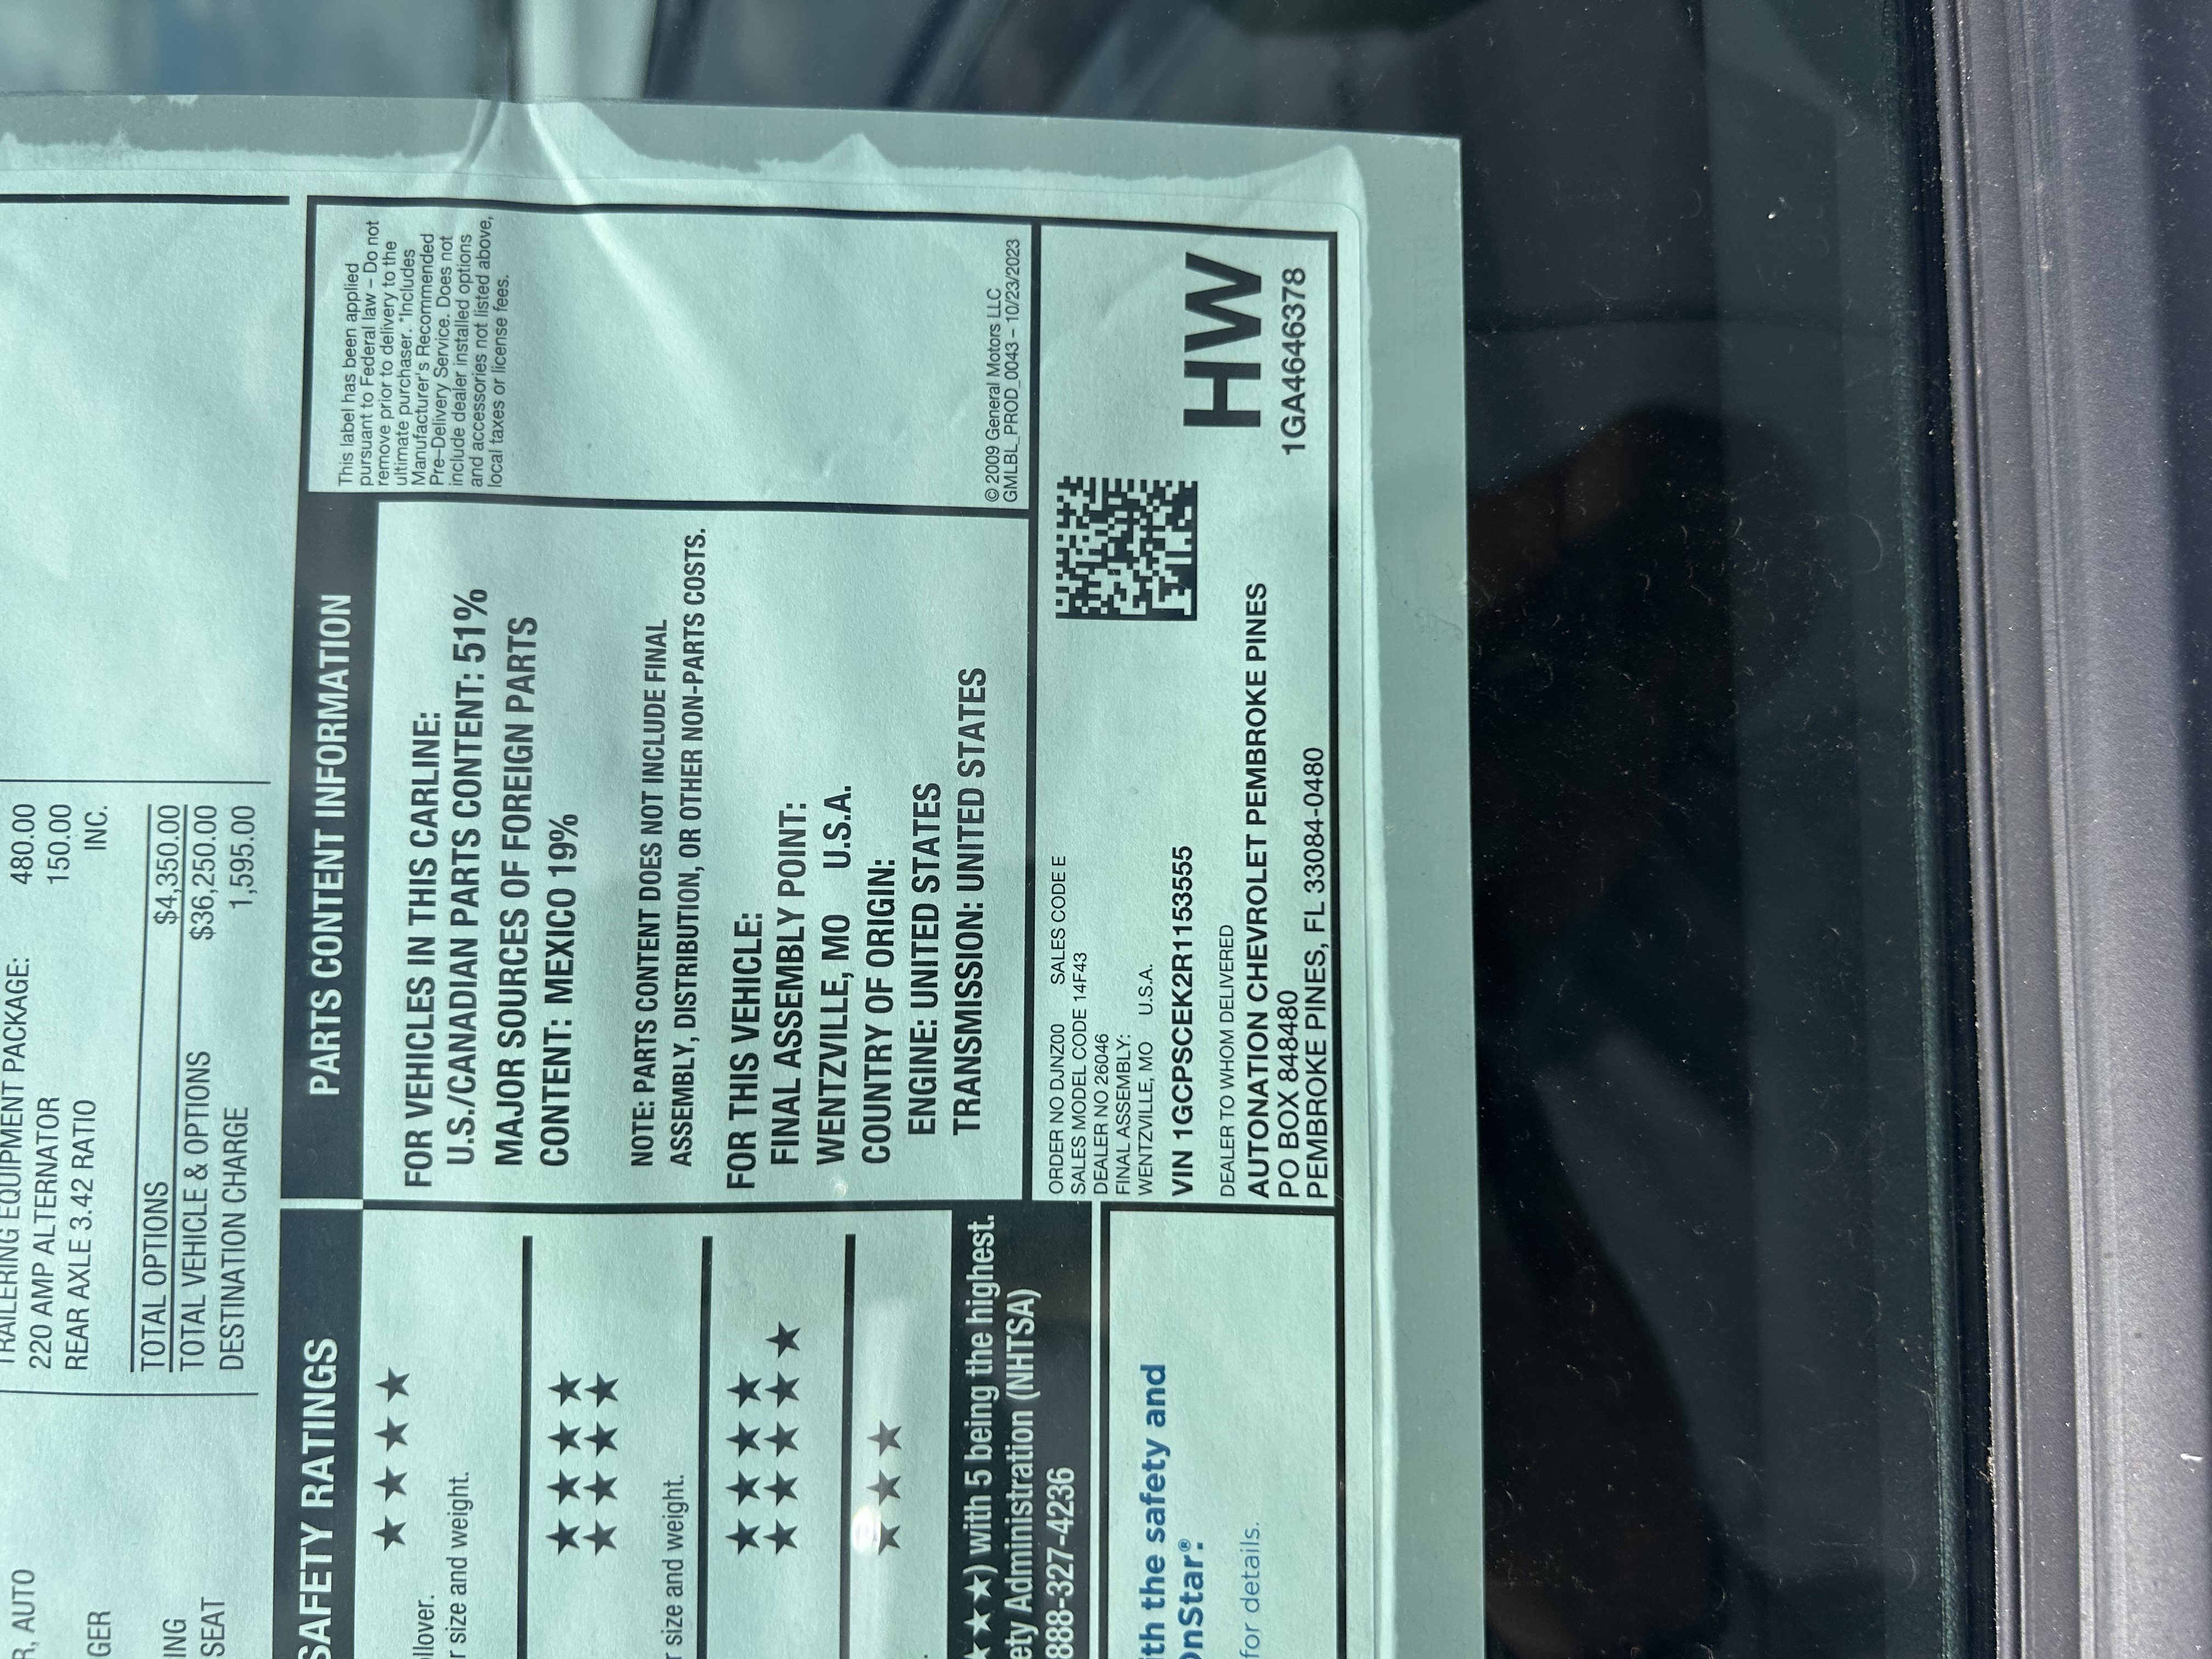 TRAILERING EQUIPMENT PACKAGE: 480.00
220 AMP ALTERNATOR 150.00
REAR AXLE 3.42 RATIO INC.
TOTAL OPTIONS $4,350.00
TOTAL VEHICLE & OPTIONS $36,250.00
DESTINATION CHARGE 1,595.00
, AUTO
GER
ING
SEAT
SAFETY RATINGS
★★★★
llover.
r size and weight.
★★★★
★★★★
r size and weight.
★★★★
★★★★★
★★★
★★★) with 5 being the highest.
ety Administration (NHTSA)
888-327-4236
ith the safety and
OnStar®.
for details.
PARTS CONTENT INFORMATION
FOR VEHICLES IN THIS CARLINE:
U.S./CANADIAN PARTS CONTENT: 51%
MAJOR SOURCES OF FOREIGN PARTS
CONTENT: MEXICO 19%
NOTE: PARTS CONTENT DOES NOT INCLUDE FINAL
ASSEMBLY, DISTRIBUTION, OR OTHER NON-PARTS COSTS.
FOR THIS VEHICLE:
FINAL ASSEMBLY POINT:
WENTZVILLE, MO U.S.A.
COUNTRY OF ORIGIN:
ENGINE: UNITED STATES
TRANSMISSION: UNITED STATES
This label has been applied
pursuant to Federal law – Do not
remove prior to delivery to the
ultimate purchaser. *Includes
Manufacturer's Recommended
Pre–Delivery Service. Does not
include dealer installed options
and accessories not listed above,
local taxes or license fees.
© 2009 General Motors LLC
GMLBL_PROD_0043 – 10/23/2023
ORDER NO DJNZ00 SALES CODE E
SALES MODEL CODE 14F43
DEALER NO 26046
FINAL ASSEMBLY:
WENTZVILLE, MO U.S.A.
VIN 1GCPSCEK2R1153555
DEALER TO WHOM DELIVERED
AUTONATION CHEVROLET PEMBROKE PINES
PO BOX 848480
PEMBROKE PINES, FL 33084-0480
HW
1GA4646378